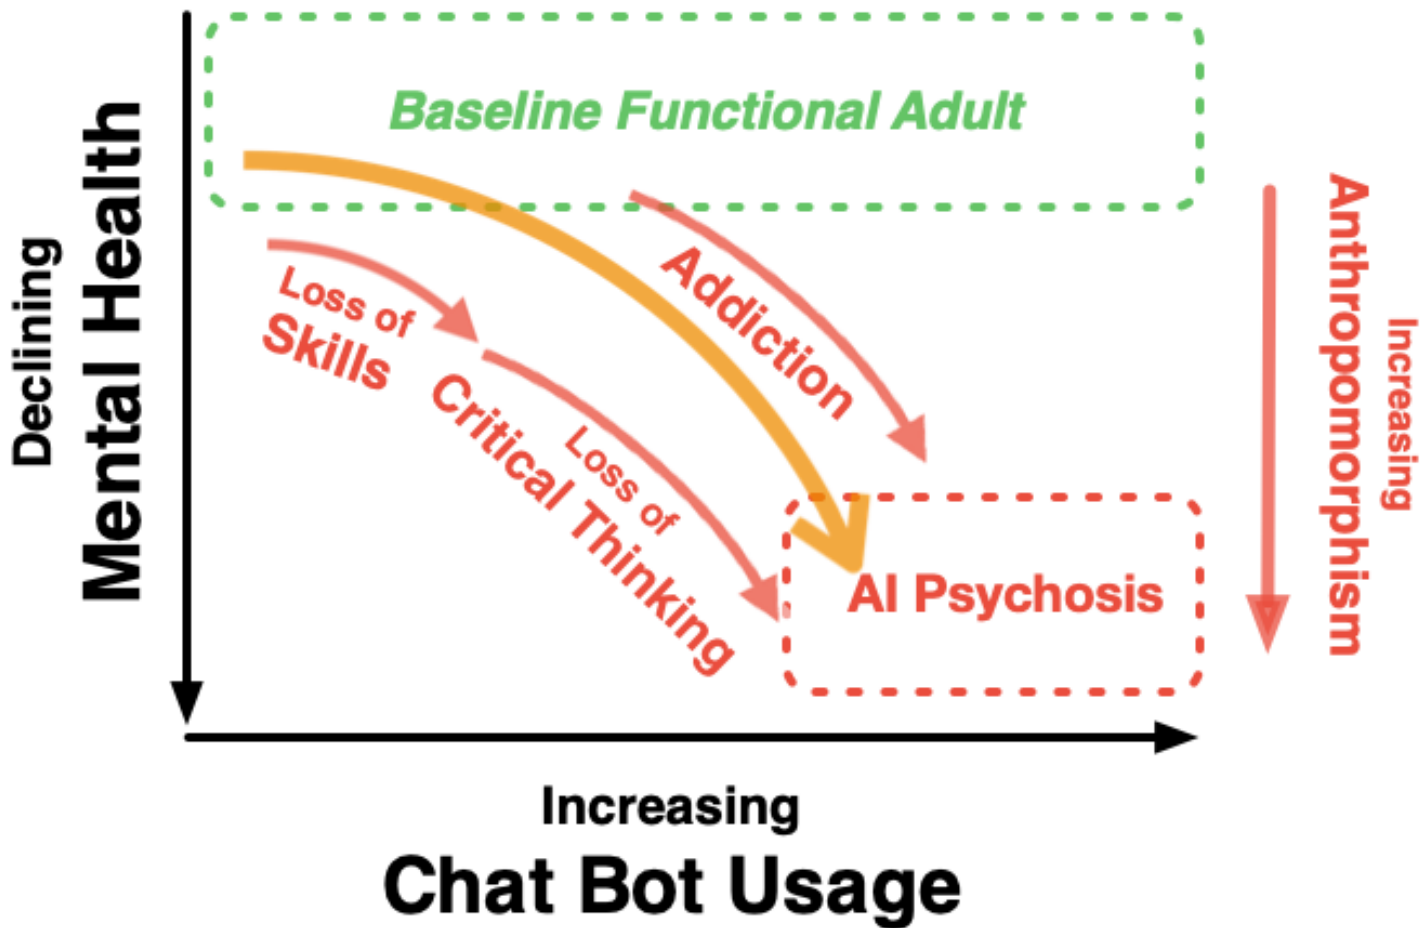 Baseline Functional Adult
Declining
Mental Health
Loss of
Skills
Loss of
Critical Thinking
Addiction
AI Psychosis
Increasing
Anthropomorphism
Increasing
Chat Bot Usage